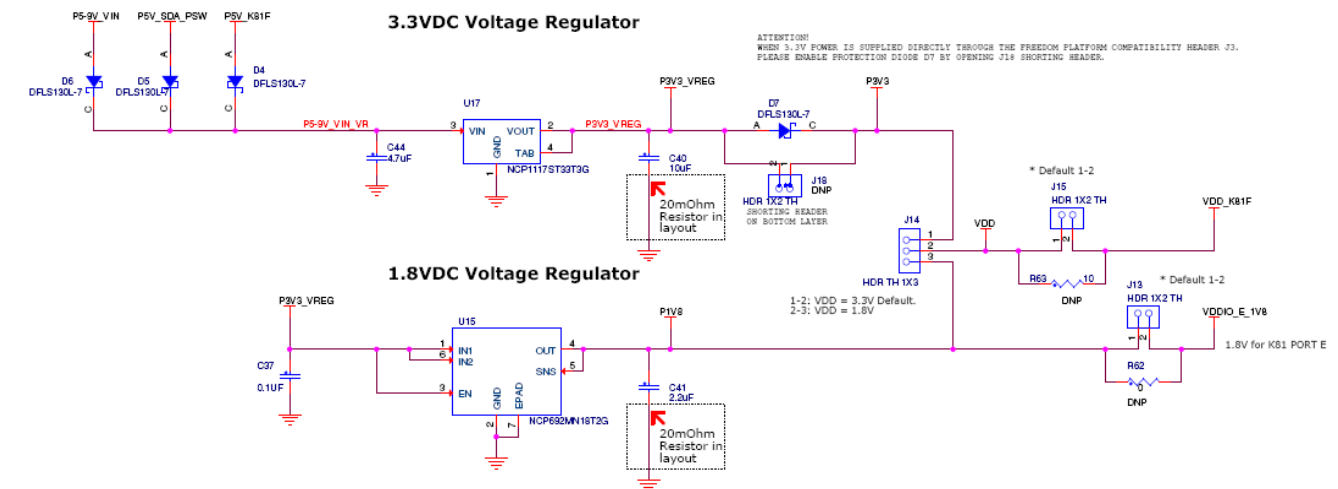 3.3VDC Voltage Regulator
P5-9V_VIN
P5V_SDA_PSW
P5V_K81F
A
A
A
D6
DFLS130L-7
D5
DFLS130L-7
D4
DFLS130L-7
C
C
C
P5-9V_VIN_VR
C44
4.7uF
U17
3
VIN
VOUT
2
GND
TAB
4
1
NCP1117ST33T3G
P3V3_VREG
P3V3_VREG
C40
10uF
20mOhm
Resistor in
layout
ATTENTION!
WHEN 3.3V POWER IS SUPPLIED DIRECTLY THROUGH THE FREEDOM PLATFORM COMPATIBILITY HEADER J3.
PLEASE ENABLE PROTECTION DIODE D7 BY OPENING J18 SHORTING HEADER.
D7
DFLS130L-7
A
C
P3V3
2
1
J18
DNP
HDR 1X2 TH
SHORTING HEADER
ON BOTTOM LAYER
J14
1
2
3
HDR TH 1X3
1-2: VDD = 3.3V Default.
2-3: VDD = 1.8V
VDD
* Default 1-2
J15
HDR 1X2 TH
1
2
R63
10
DNP
VDD_K81F
* Default 1-2
J13
HDR 1X2 TH
1
2
R62
0
DNP
VDDIO_E_1V8
1.8V for K81 PORT E
1.8VDC Voltage Regulator
P3V3_VREG
C37
0.1UF
U15
1
IN1
6
IN2
3
EN
OUT
4
SNS
5
GND
EPAD
2
7
NCP692MN18T2G
P1V8
C41
2.2uF
20mOhm
Resistor in
layout